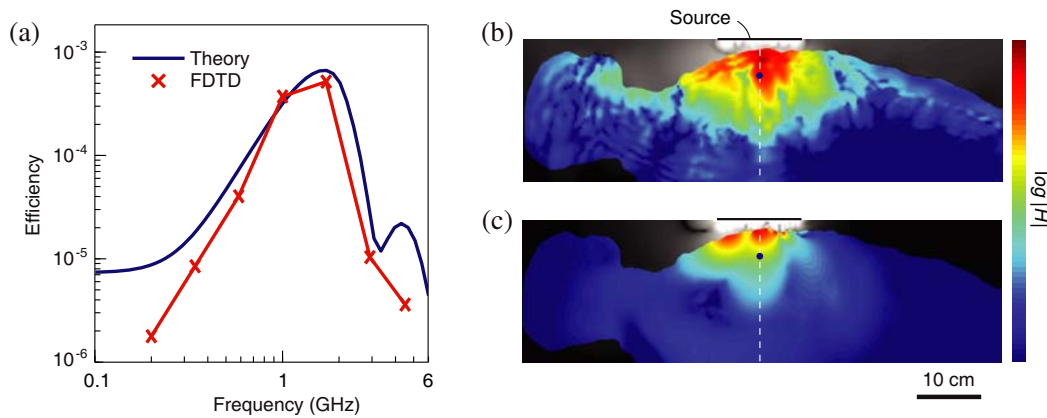 (a)
10⁻³
10⁻⁴
10⁻⁵
10⁻⁶
Efficiency
Theory
FDTD
0.1
1
6
Frequency (GHz)
Source
(b)
(c)
log |H|
10 cm